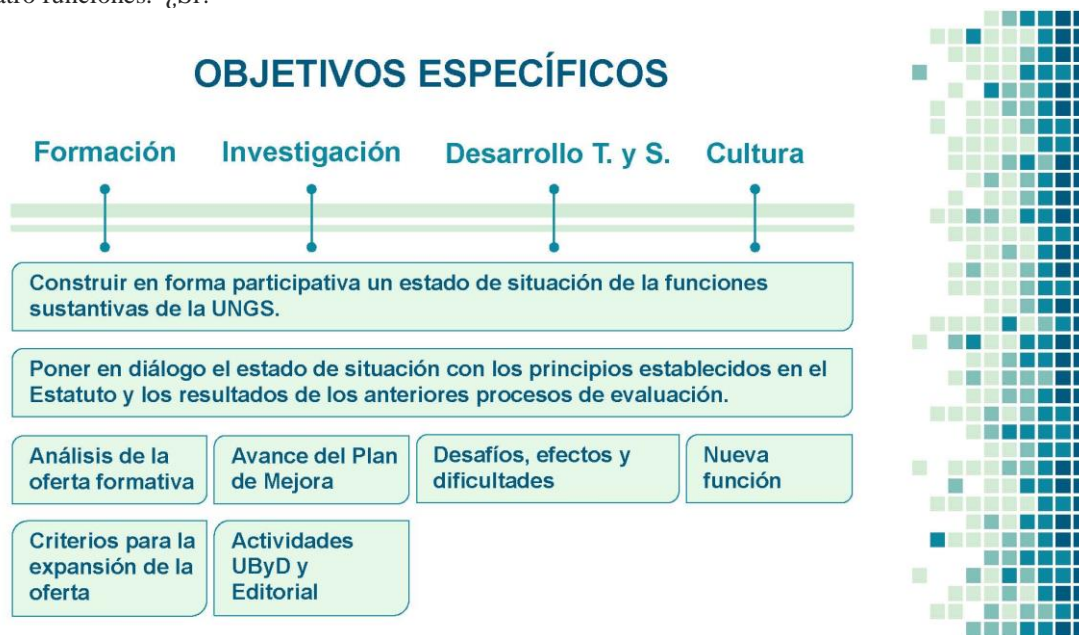 atro funciones. ¿Sí?
OBJETIVOS ESPECÍFICOS
Formación
Investigación
Desarrollo T. y S.
Cultura
Construir en forma participativa un estado de situación de la funciones
sustantivas de la UNGS.
Poner en diálogo el estado de situación con los principios establecidos en el
Estatuto y los resultados de los anteriores procesos de evaluación.
Análisis de la
oferta formativa
Avance del Plan
de Mejora
Desafíos, efectos y
dificultades
Nueva
función
Criterios para la
expansión de la
oferta
Actividades
UByD y
Editorial